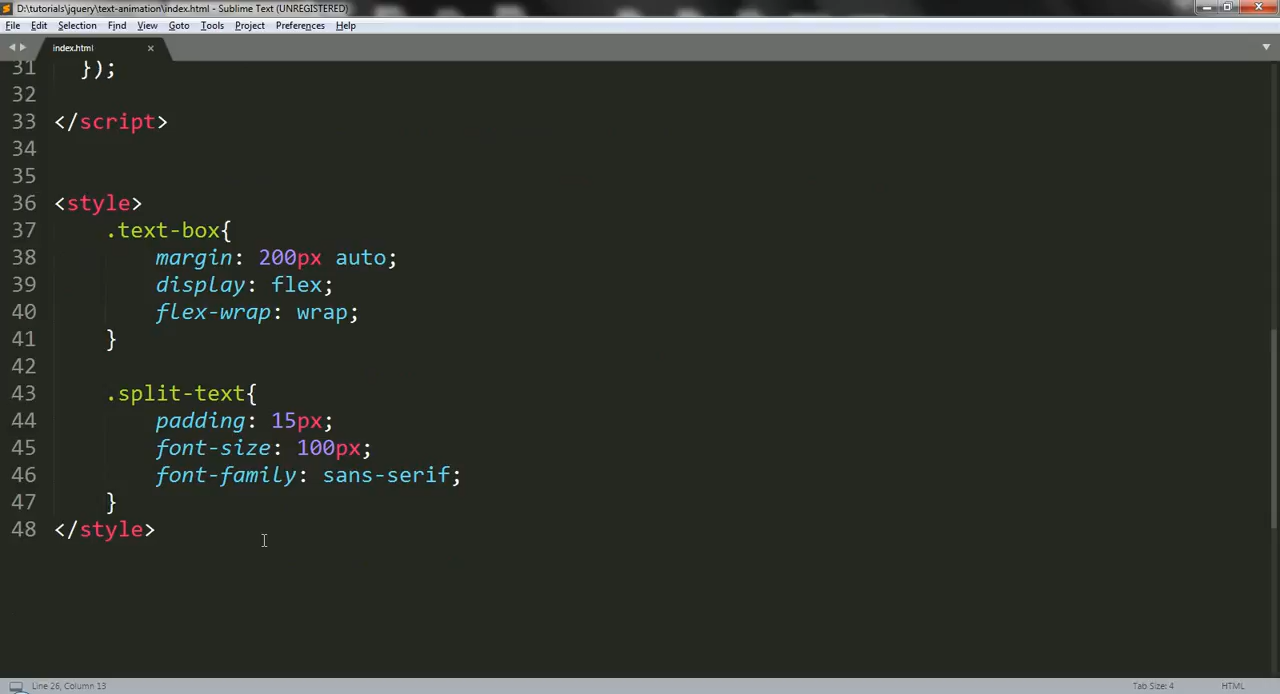 D:\tutorials\jquery\text-animation\index.html - Sublime Text (UNREGISTERED)
File Edit Selection Find View Goto Tools Project Preferences Help
index.html
31 });
32
33 </script>
34
35
36 <style>
37 .text-box{
38 margin: 200px auto;
39 display: flex;
40 flex-wrap: wrap;
41 }
42
43 .split-text{
44 padding: 15px;
45 font-size: 100px;
46 font-family: sans-serif;
47 }
48 </style>
Line 26, Column 13
Tab Size: 4
HTML